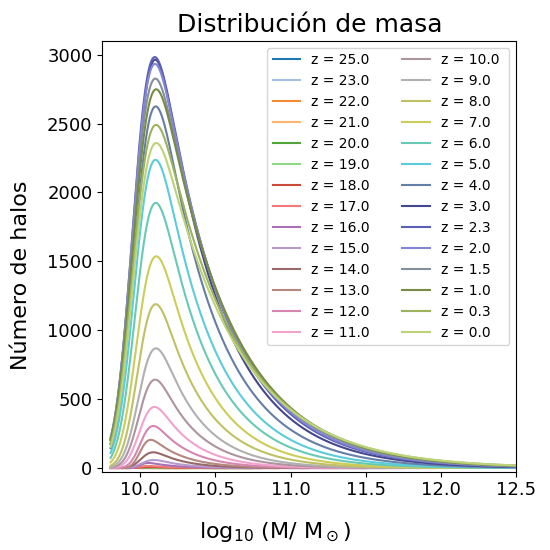 Distribución de masa
Número de halos
3000
2500
2000
1500
1000
500
0
z = 25.0
z = 23.0
z = 22.0
z = 21.0
z = 20.0
z = 19.0
z = 18.0
z = 17.0
z = 16.0
z = 15.0
z = 14.0
z = 13.0
z = 12.0
z = 11.0
z = 10.0
z = 9.0
z = 8.0
z = 7.0
z = 6.0
z = 5.0
z = 4.0
z = 3.0
z = 2.3
z = 2.0
z = 1.5
z = 1.0
z = 0.3
z = 0.0
10.0 10.5 11.0 11.5 12.0 12.5
log₁₀ (M/ M⊙)